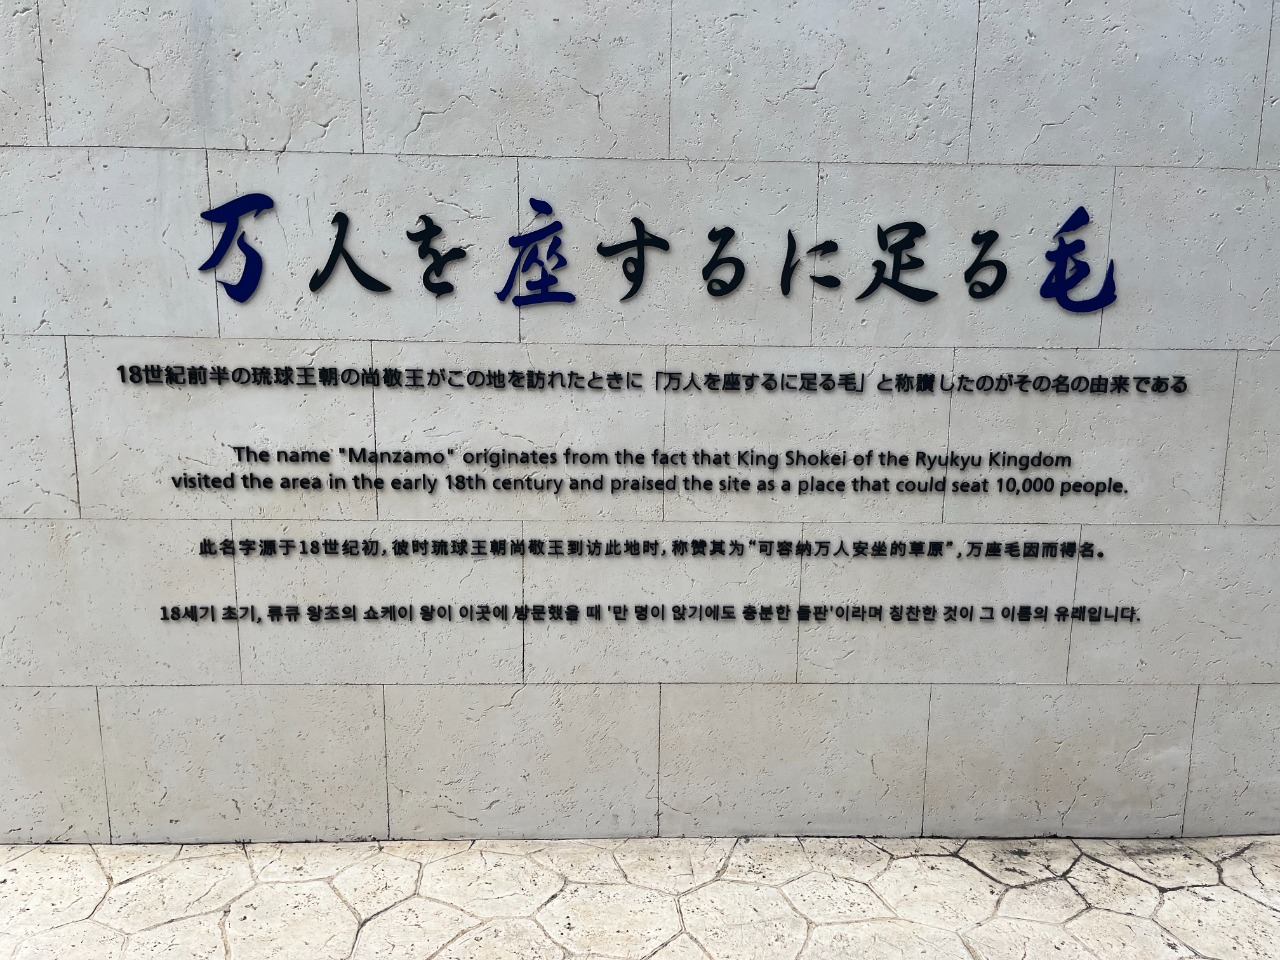 万人を座するに足る毛
18世紀前半の琉球王朝の尚敬王がこの地を訪れたときに「万人を座するに足る毛」と称讃したのがその名の由来である
The name "Manzamo" originates from the fact that King Shokei of the Ryukyu Kingdom
visited the area in the early 18th century and praised the site as a place that could seat 10,000 people.
此名字源于18世纪初,彼时琉球王朝尚敬王到访此地时,称赞其为“可容纳万人安坐的草原”,万座毛因而得名。
18세기 초기, 류큐 왕조의 쇼케이 왕이 이곳에 방문했을 때 '만 명이 앉기에도 충분한 들판'이라며 칭찬한 것이 그 이름의 유래입니다.